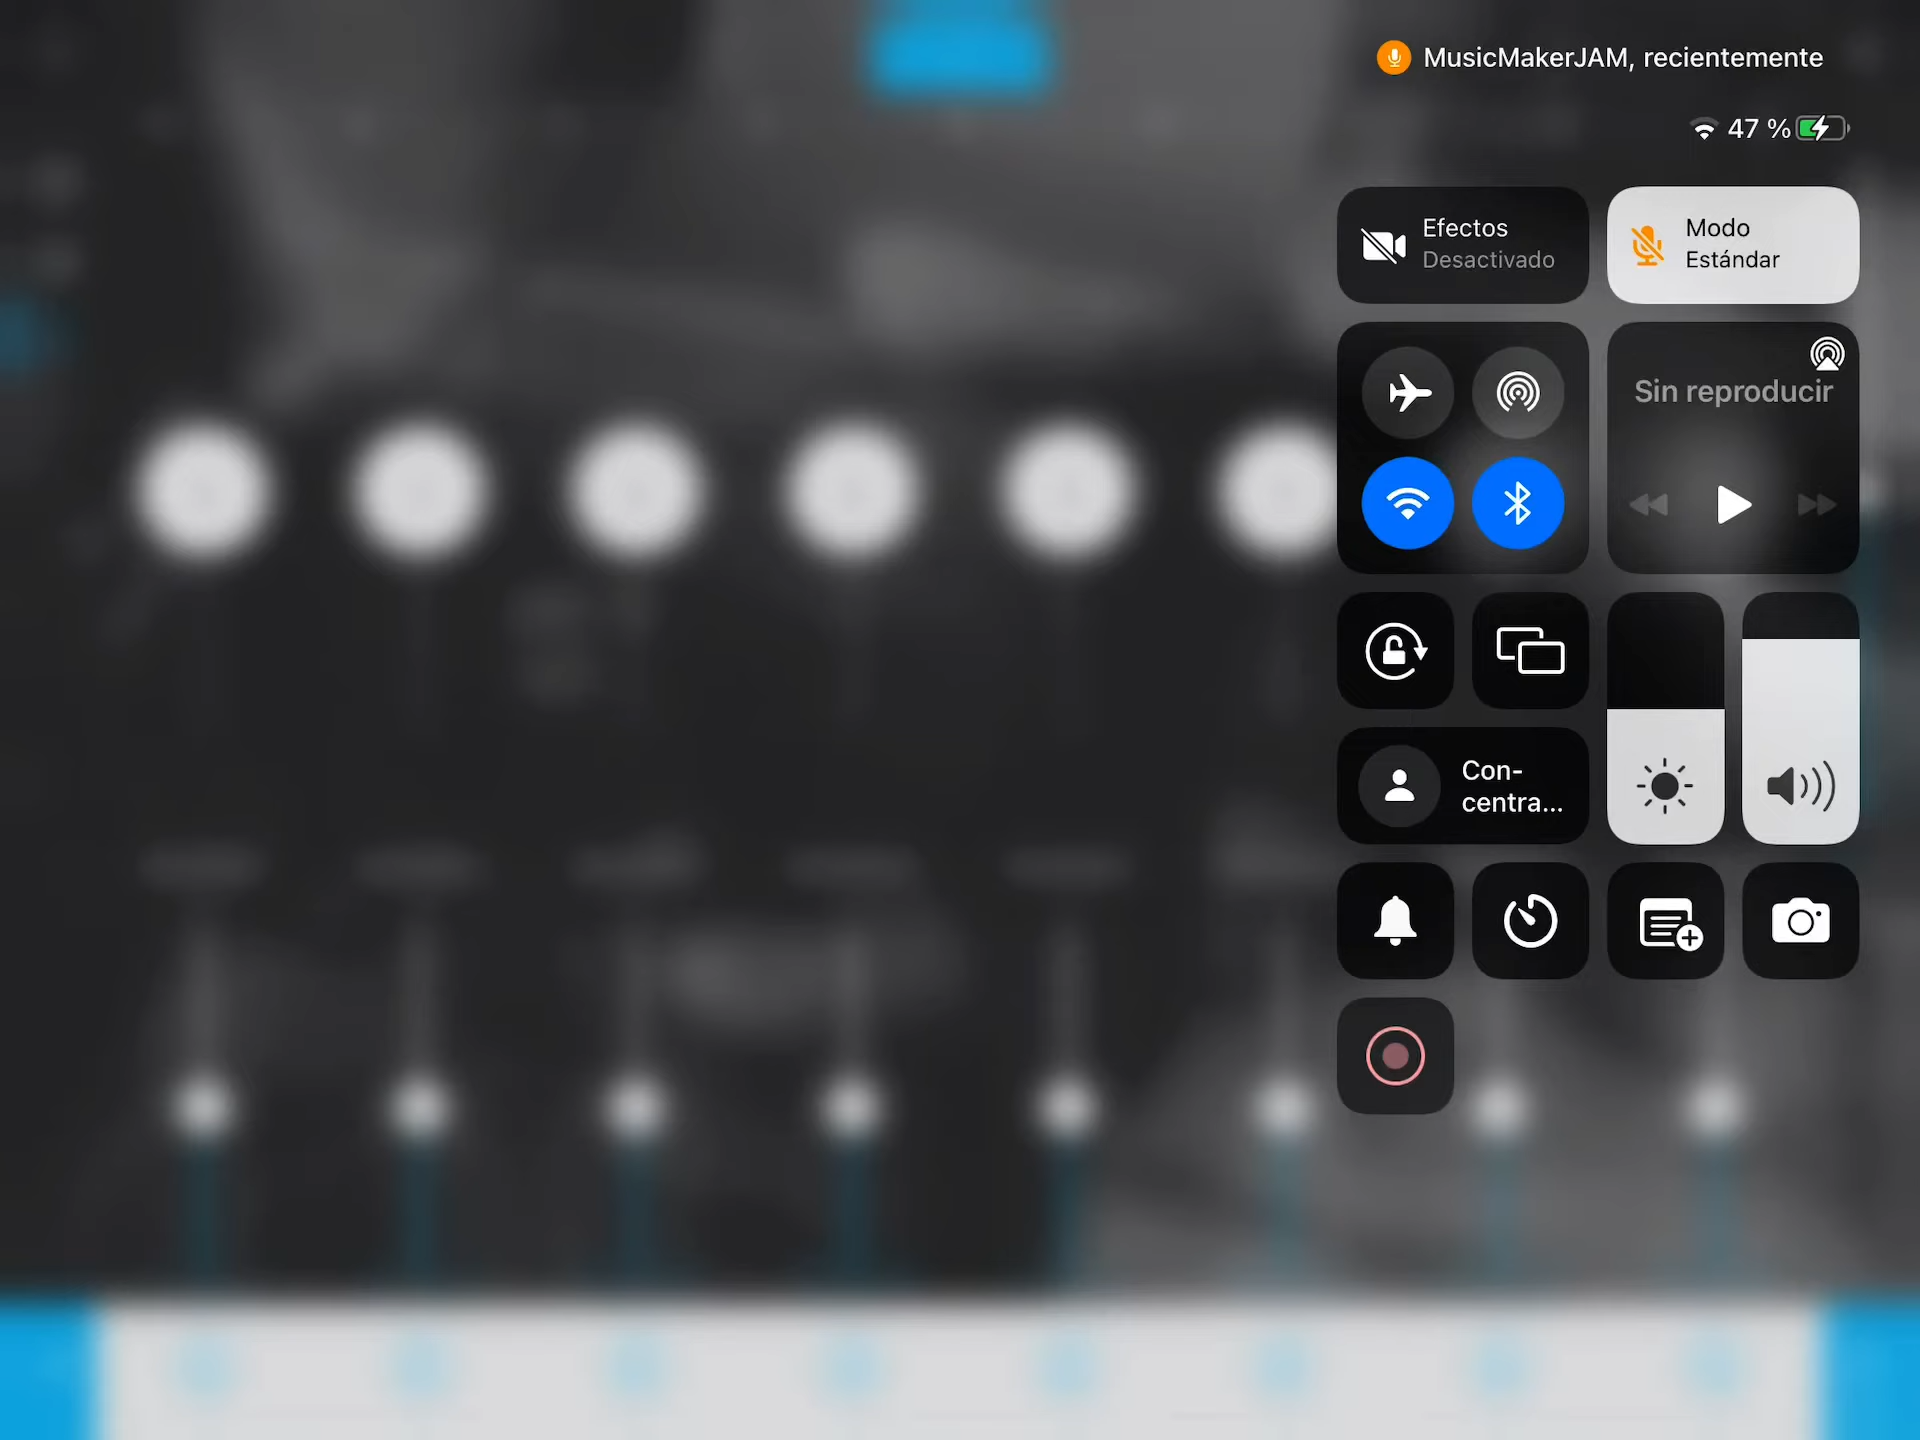 MusicMakerJAM, recientemente
47 %
Efectos
Desactivado
Modo
Estándar
Sin reproducir
Con-
centra...